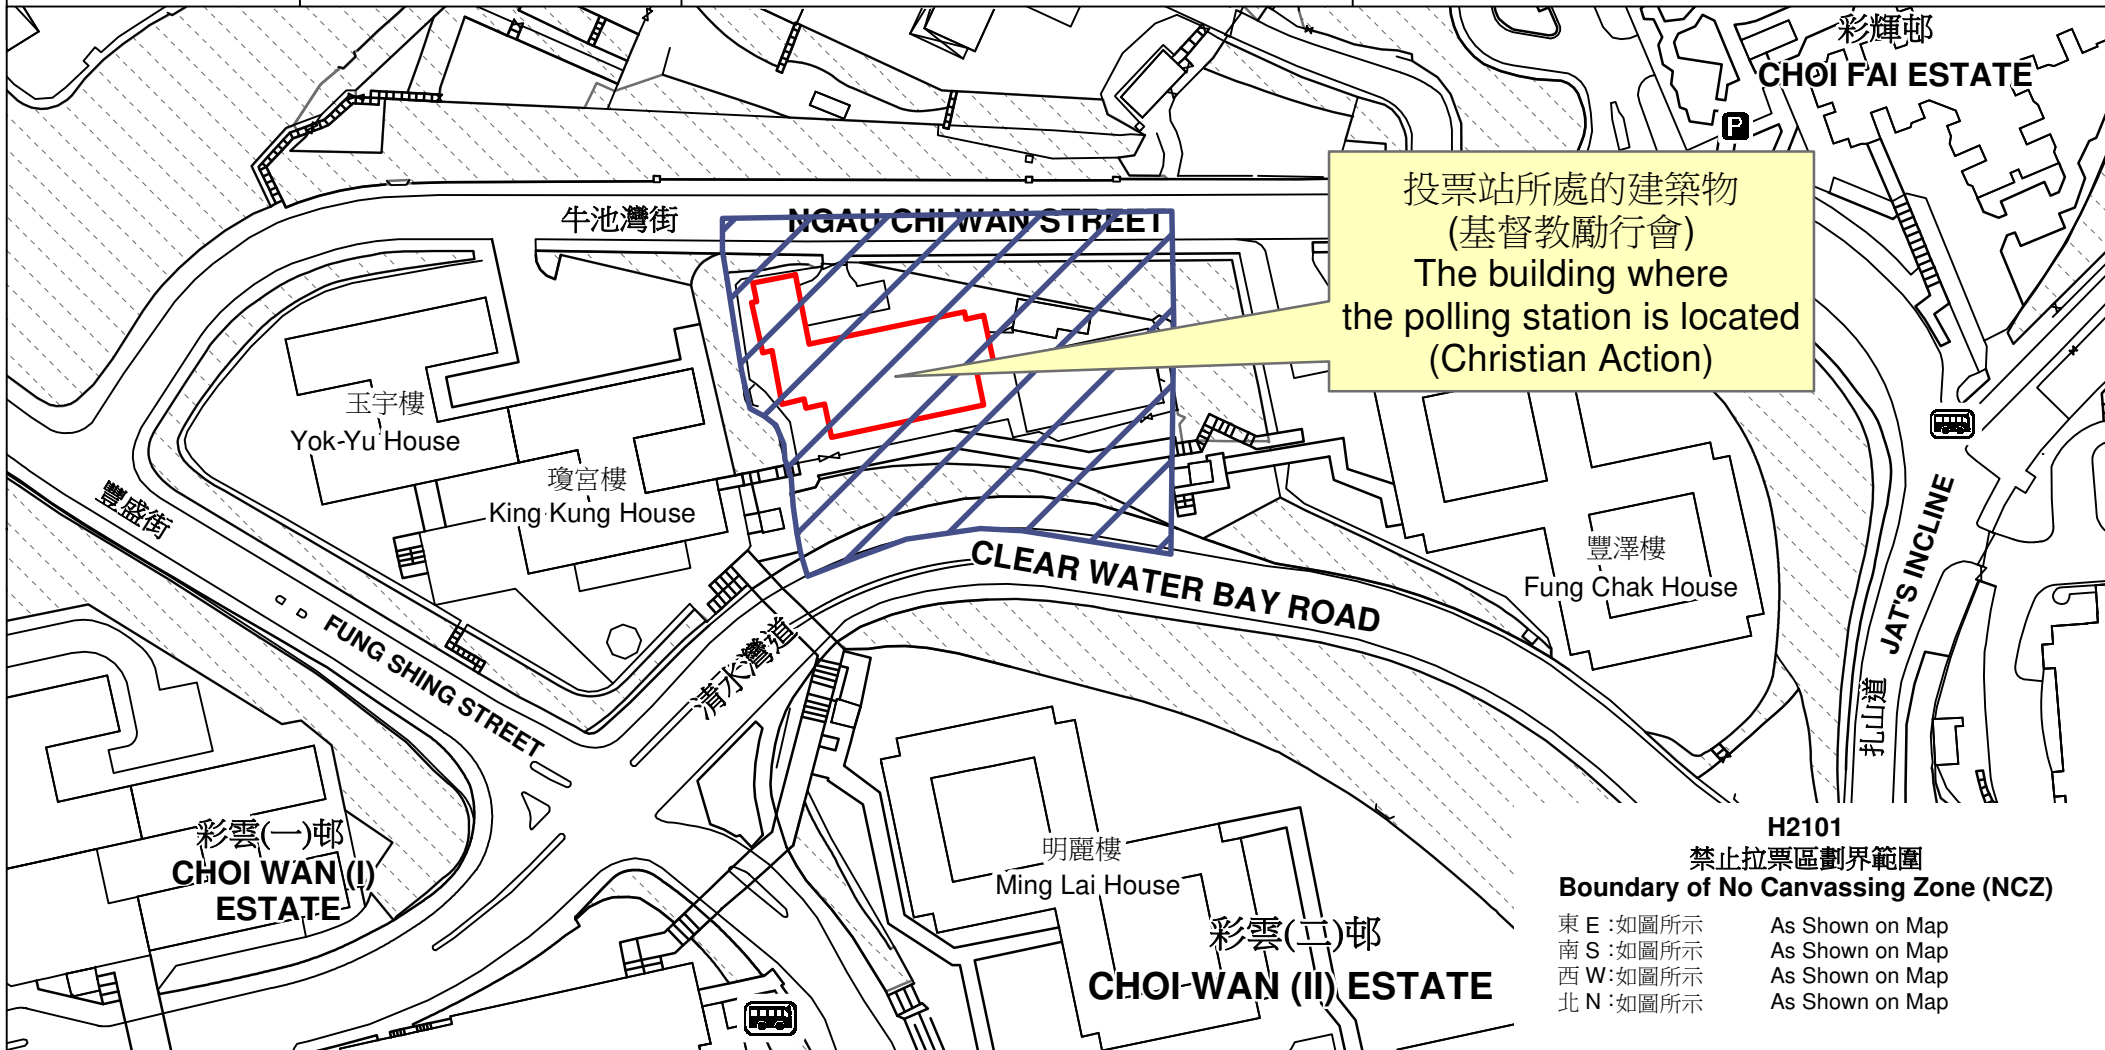 彩輝邨
CHOI FAI ESTATE
P
投票站所處的建築物
(基督教勵行會)
The building where
the polling station is located
(Christian Action)
牛池灣街
NGAU CHI WAN STREET
玉宇樓
Yok-Yu House
瓊宮樓
King Kung House
豐盛街
FUNG SHING STREET
CLEAR WATER BAY ROAD
清水灣道
豐澤樓
Fung Chak House
JAT'S INCLINE
扎山道
彩雲(一)邨
CHOI WAN (I)
ESTATE
明麗樓
Ming Lai House
彩雲(二)邨
CHOI WAN (II) ESTATE
H2101
禁止拉票區劃界範圍
Boundary of No Canvassing Zone (NCZ)
東 E :如圖所示 As Shown on Map
南 S :如圖所示 As Shown on Map
西 W:如圖所示 As Shown on Map
北 N :如圖所示 As Shown on Map